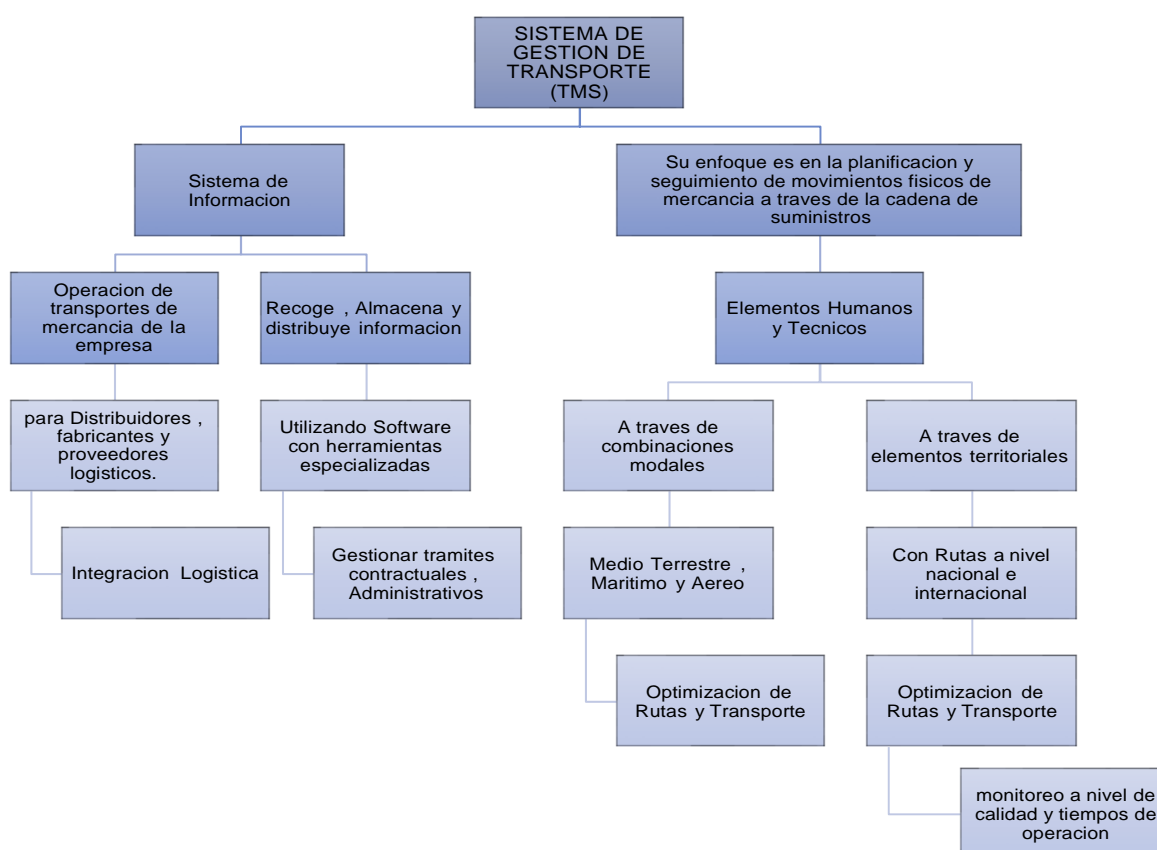 SISTEMA DE
GESTION DE
TRANSPORTE
(TMS)
Sistema de
Informacion
Su enfoque es en la planificacion y
seguimiento de movimientos fisicos de
mercancia a traves de la cadena de
suministros
Operacion de
transportes de
mercancia de la
empresa
Recoge , Almacena y
distribuye informacion
Elementos Humanos
y Tecnicos
para Distribuidores ,
fabricantes y
proveedores
logisticos.
Utilizando Software
con herramientas
especializadas
A traves de
combinaciones
modales
A traves de
elementos territoriales
Integracion Logistica
Gestionar tramites
contractuales ,
Administrativos
Medio Terrestre ,
Maritimo y Aereo
Con Rutas a nivel
nacional e
internacional
Optimizacion de
Rutas y Transporte
Optimizacion de
Rutas y Transporte
monitoreo a nivel de
calidad y tiempos de
operacion